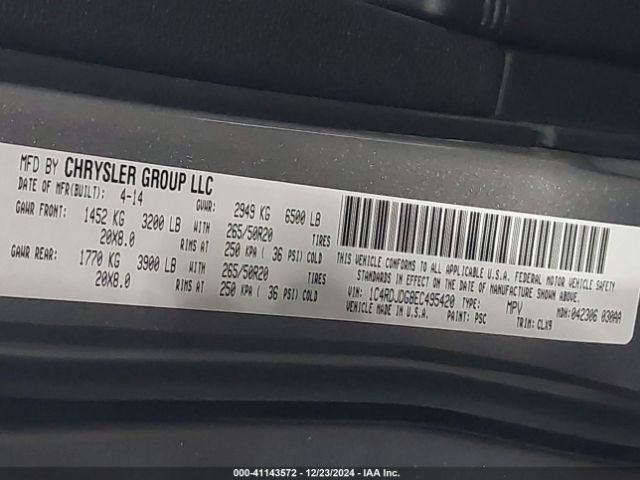 MFD BY CHRYSLER GROUP LLC
DATE OF MFR(BUILT): 4-14 GVWR: 2949 KG 6500 LB
GAWR FRONT: 1452 KG 3200 LB WITH 265/50R20 TIRES
20X8.0 RIMS AT 250 KPA ( 36 PSI) COLD
GAWR REAR: 1770 KG 3900 LB WITH 265/50R20 TIRES
20X8.0 RIMS AT 250 KPA ( 36 PSI) COLD
THIS VEHICLE CONFORMS TO ALL APPLICABLE U.S.A. FEDERAL MOTOR VEHICLE SAFETY
STANDARDS IN EFFECT ON THE DATE OF MANUFACTURE SHOWN ABOVE.
VIN: 1C4RDJDG8EC495420 TYPE: MPV MDH:042306 030AA
VEHICLE MADE IN U.S.A. PAINT: PSC TRIM: CLX9
000-41143572 - 12/23/2024 - IAA Inc.